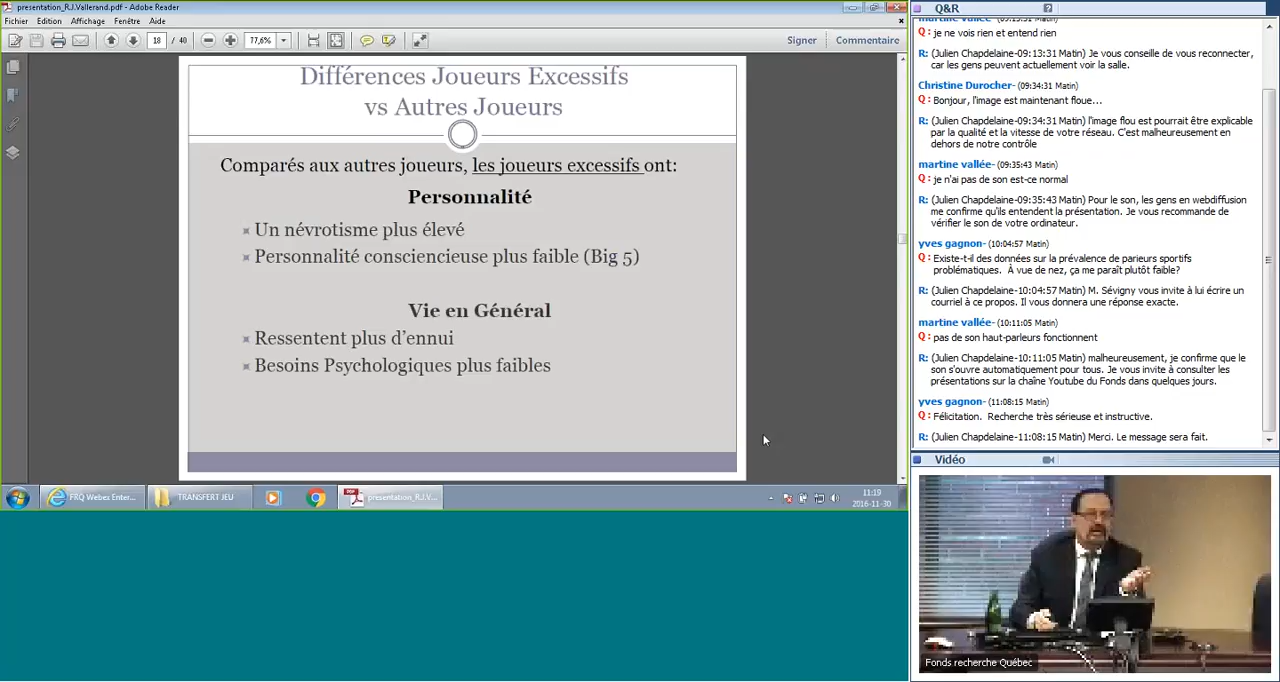 presentation_R.J.Vallerand.pdf - Adobe Reader
Fichier Edition Affichage Fenêtre Aide
18 / 40 77,6% Signer Commentaire
Différences Joueurs Excessifs
vs Autres Joueurs
Comparés aux autres joueurs, les joueurs excessifs ont:
Personnalité
Un névrotisme plus élevé
Personnalité consciencieuse plus faible (Big 5)
Vie en Général
Ressentent plus d’ennui
Besoins Psychologiques plus faibles
FRQ Webex Enter... TRANSFERT JEU presentation_R.J.V... 11:19
2016-11-30
Q&R
martine vallée- (09:13:31 Matin)
Q: je ne vois rien et entend rien
R: (Julien Chapdelaine-09:13:31 Matin) Je vous conseille de vous reconnecter,
car les gens peuvent actuellement voir la salle.
Christine Durocher- (09:34:31 Matin)
Q: Bonjour, l'image est maintenant floue...
R: (Julien Chapdelaine-09:34:31 Matin) l'image flou est pourrait être explicable
par la qualité et la vitesse de votre réseau. C'est malheureusement en
dehors de notre contrôle
martine vallée- (09:35:43 Matin)
Q: je n'ai pas de son est-ce normal
R: (Julien Chapdelaine-09:35:43 Matin) Pour le son, les gens en webdiffusion
me confirme qu'ils entendent la présentation. Je vous recommande de
vérifier le son de votre ordinateur.
yves gagnon- (10:04:57 Matin)
Q: Existe-t-il des données sur la prévalence de parieurs sportifs
problématiques. À vue de nez, ça me paraît plutôt faible?
R: (Julien Chapdelaine-10:04:57 Matin) M. Sévigny vous invite à lui écrire un
courriel à ce propos. Il vous donnera une réponse exacte.
martine vallée- (10:11:05 Matin)
Q: pas de son haut-parleurs fonctionnent
R: (Julien Chapdelaine-10:11:05 Matin) malheureusement, je confirme que le
son s'ouvre automatiquement pour tous. Je vous invite à consulter les
présentations sur la chaîne Youtube du Fonds dans quelques jours.
yves gagnon- (11:08:15 Matin)
Q: Félicitation. Recherche très sérieuse et instructive.
R: (Julien Chapdelaine-11:08:15 Matin) Merci. Le message sera fait.
Vidéo
Fonds recherche Québec